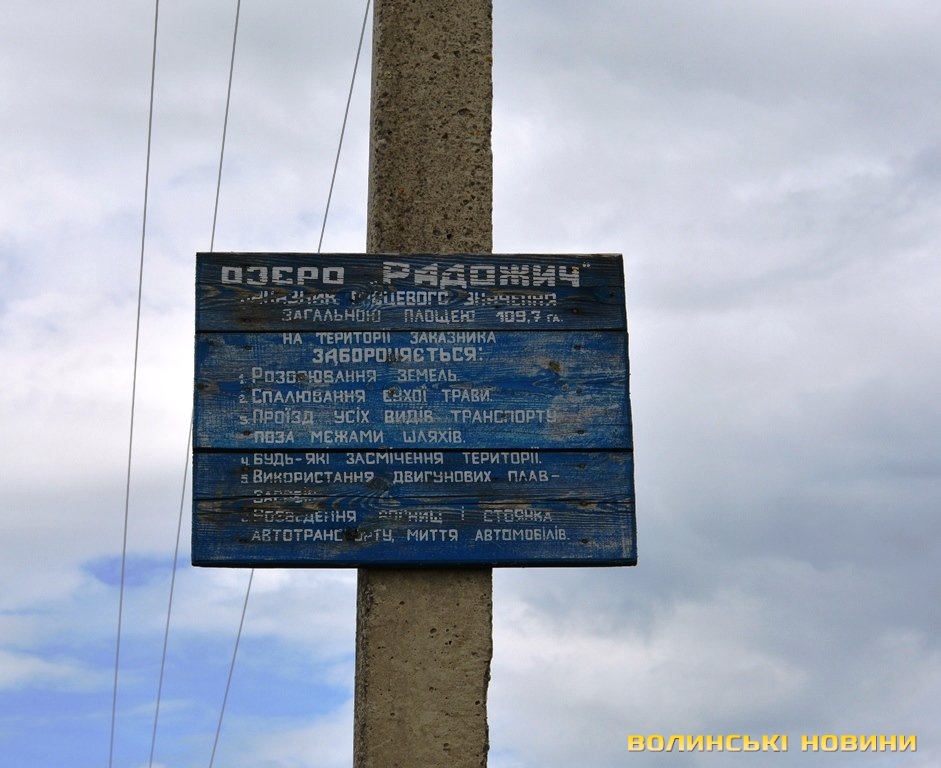 ОЗЕРО „РАДОЖИЧ"
ЗАКАЗНИК МІСЦЕВОГО ЗНАЧЕННЯ
ЗАГАЛЬНОЮ ПЛОЩЕЮ 109,7 ГА.
НА ТЕРИТОРІЇ ЗАКАЗНИКА
ЗАБОРОНЯЄТЬСЯ:
1. РОЗОРЮВАННЯ ЗЕМЕЛЬ.
2. СПАЛЮВАННЯ СУХОЇ ТРАВИ.
3. ПРОЇЗД УСІХ ВИДІВ ТРАНСПОРТУ
ПОЗА МЕЖАМИ ШЛЯХІВ.
4. БУДЬ-ЯКІ ЗАСМІЧЕННЯ ТЕРИТОРІЇ.
5. ВИКОРИСТАННЯ ДВИГУНОВИХ ПЛАВ-
РОЗВЕДЕННЯ ВОГНИЩ І СТОЯНКА
АВТОТРАНСПОРТУ, МИТТЯ АВТОМОБІЛІВ.
ВОЛИНСЬКІ НОВИНИ